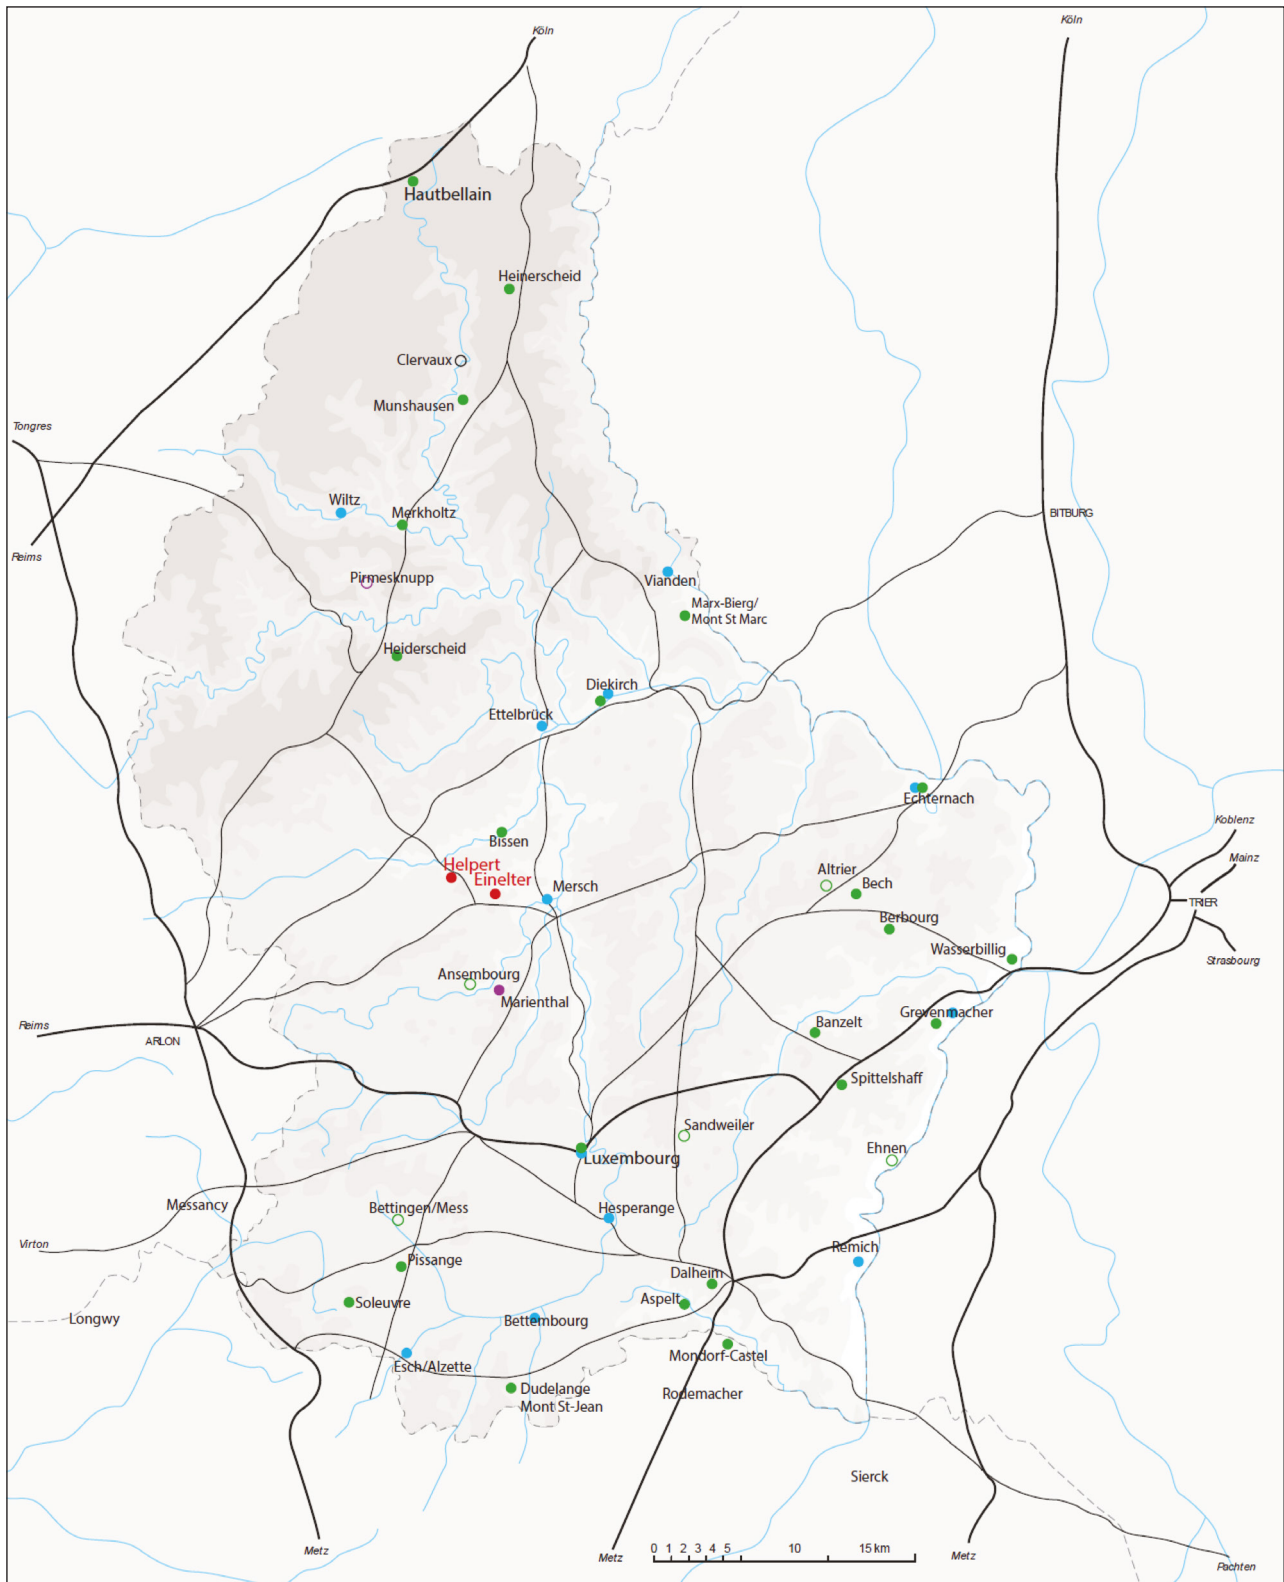 Köln
Köln
Hautbellain
Heinerscheid
Clervaux
Munshausen
Tongres
Wiltz
Merkholtz
BITBURG
Reims
Pirmesknupp
Vianden
Marx-Bierg/
Mont St Marc
Heiderscheid
Diekirch
Ettelbrück
Echternach
Koblenz
Bissen
Mainz
Helpert
Einelter
Altrier
Mersch
Bech
TRIER
Berbourg
Wasserbillig
Strasbourg
Ansembourg
Marienthal
Grevenmacher
Reims
Banzelt
ARLON
Spittelshaff
Sandweiler
Ehnen
Luxembourg
Messancy
Bettingen/Mess
Hesperange
Virton
Remich
Pissange
Dalheim
Aspelt
Soleuvre
Longwy
Bettembourg
Mondorf-Castel
Esch/Alzette
Dudelange
Mont St-Jean
Rodemacher
Sierck
0 1 2 3 4 5 10 15 km
Metz
Metz
Metz
Pachten